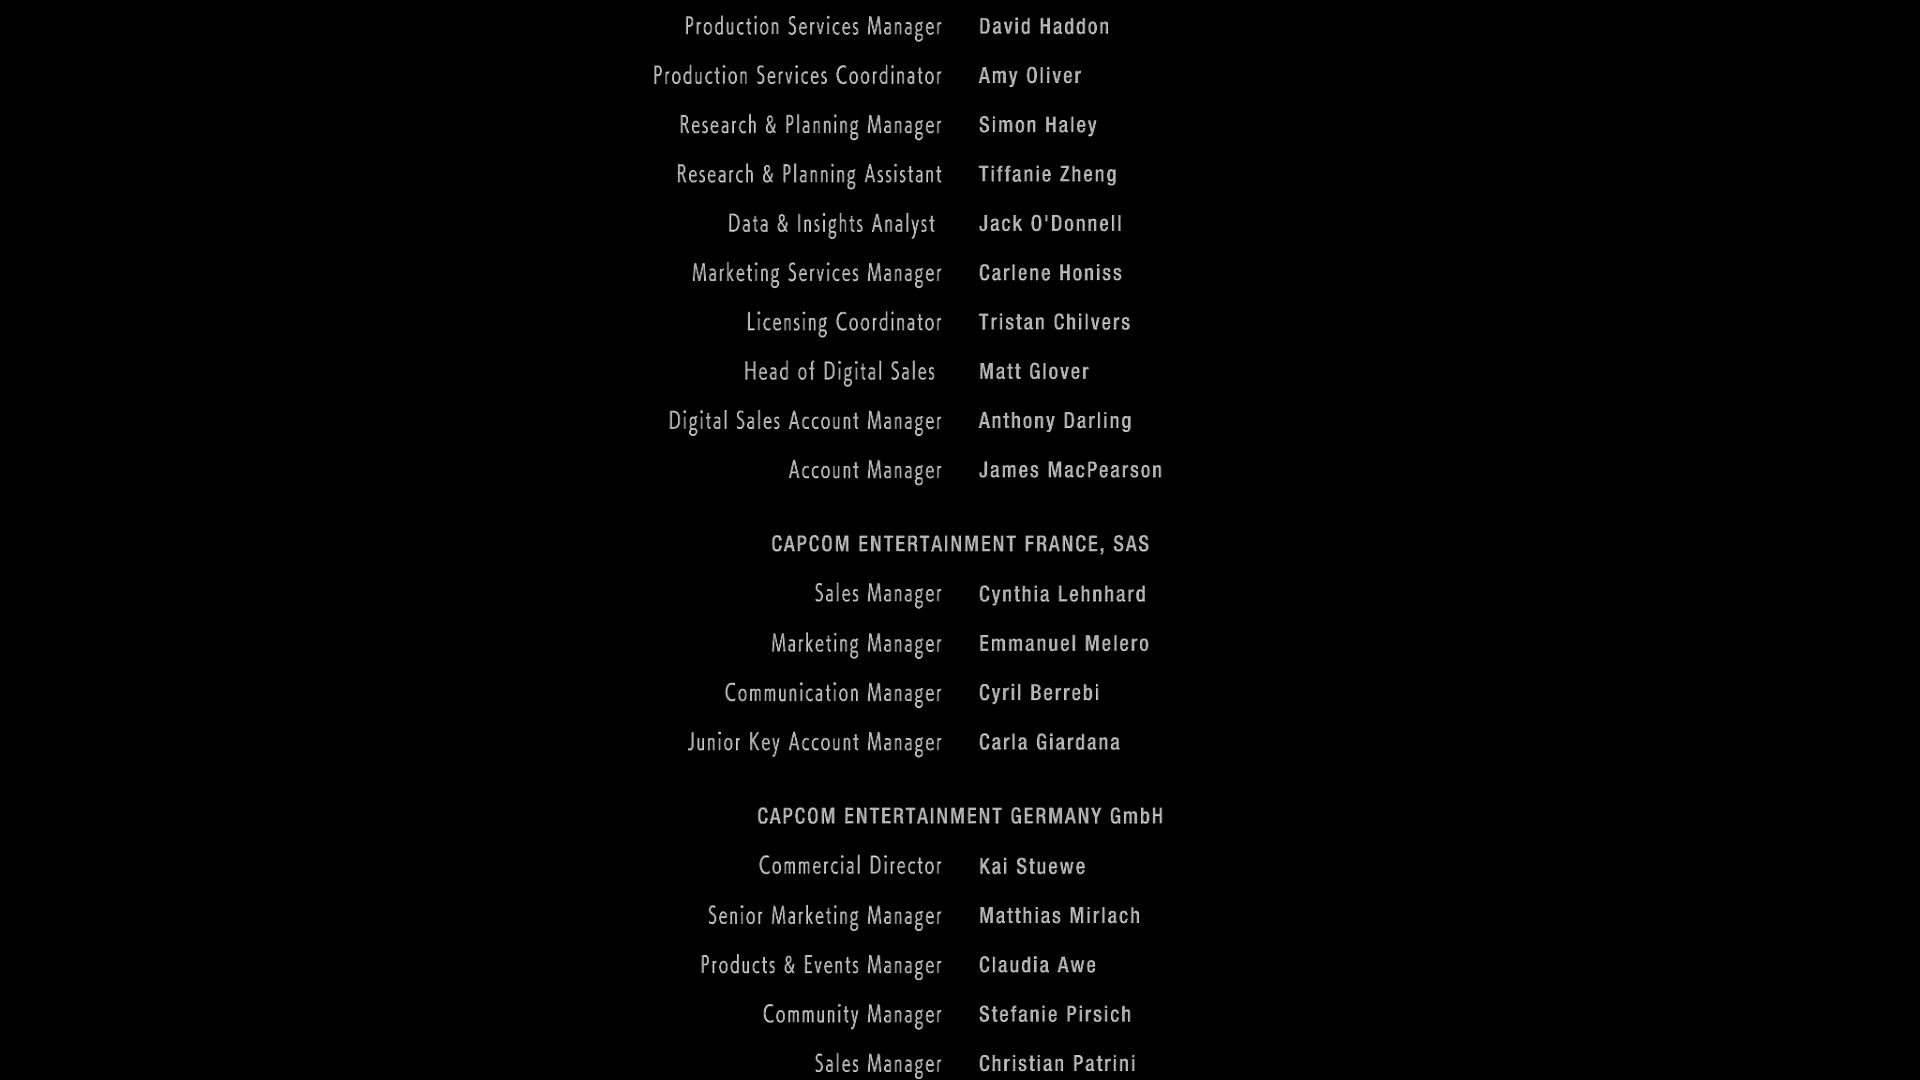 Production Services Manager David Haddon
Production Services Coordinator Amy Oliver
Research & Planning Manager Simon Haley
Research & Planning Assistant Tiffanie Zheng
Data & Insights Analyst Jack O'Donnell
Marketing Services Manager Carlene Honiss
Licensing Coordinator Tristan Chilvers
Head of Digital Sales Matt Glover
Digital Sales Account Manager Anthony Darling
Account Manager James MacPearson
CAPCOM ENTERTAINMENT FRANCE, SAS
Sales Manager Cynthia Lehnhard
Marketing Manager Emmanuel Melero
Communication Manager Cyril Berrebi
Junior Key Account Manager Carla Giardana
CAPCOM ENTERTAINMENT GERMANY GmbH
Commercial Director Kai Stuewe
Senior Marketing Manager Matthias Mirlach
Products & Events Manager Claudia Awe
Community Manager Stefanie Pirsich
Sales Manager Christian Patrini